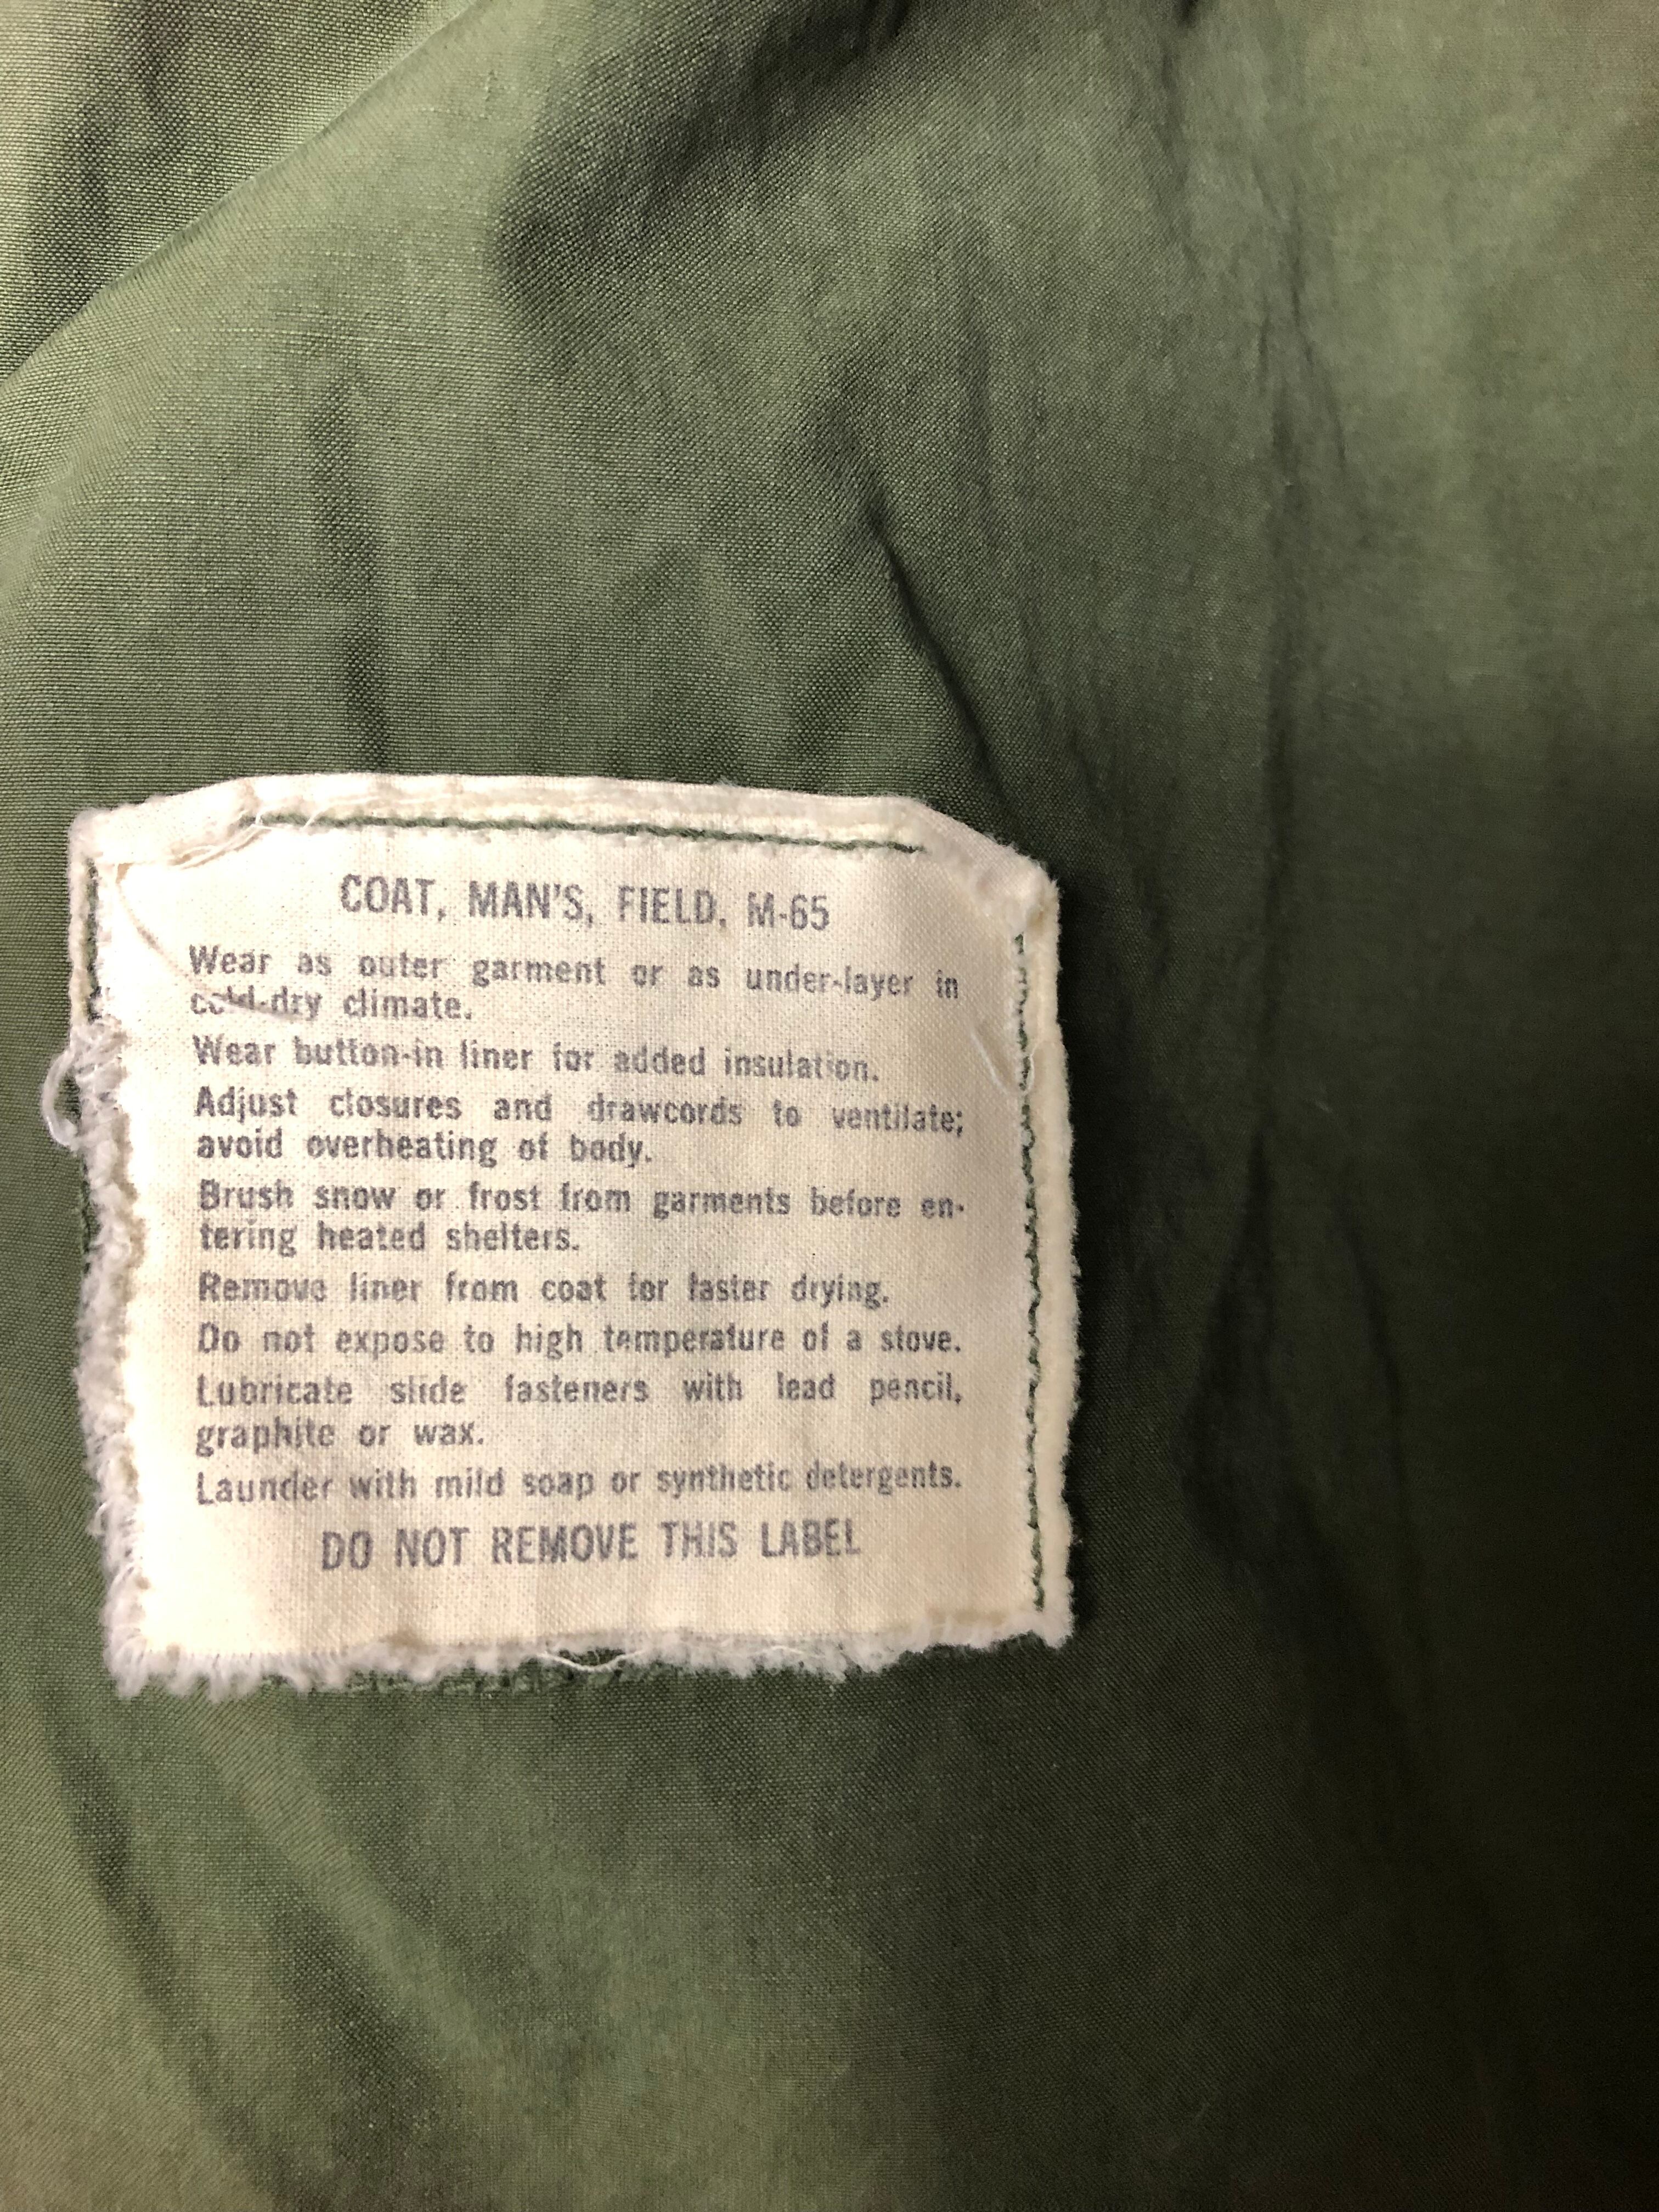 COAT, MAN'S, FIELD, M-65
Wear as outer garment or as under-layer in
cold-dry climate.
Wear button-in liner for added insulation.
Adjust closures and drawcords to ventilate;
avoid overheating of body.
Brush snow or frost from garments before en-
tering heated shelters.
Remove liner from coat for faster drying.
Do not expose to high temperature of a stove.
Lubricate slide fasteners with lead pencil,
graphite or wax.
Launder with mild soap or synthetic detergents.
DO NOT REMOVE THIS LABEL